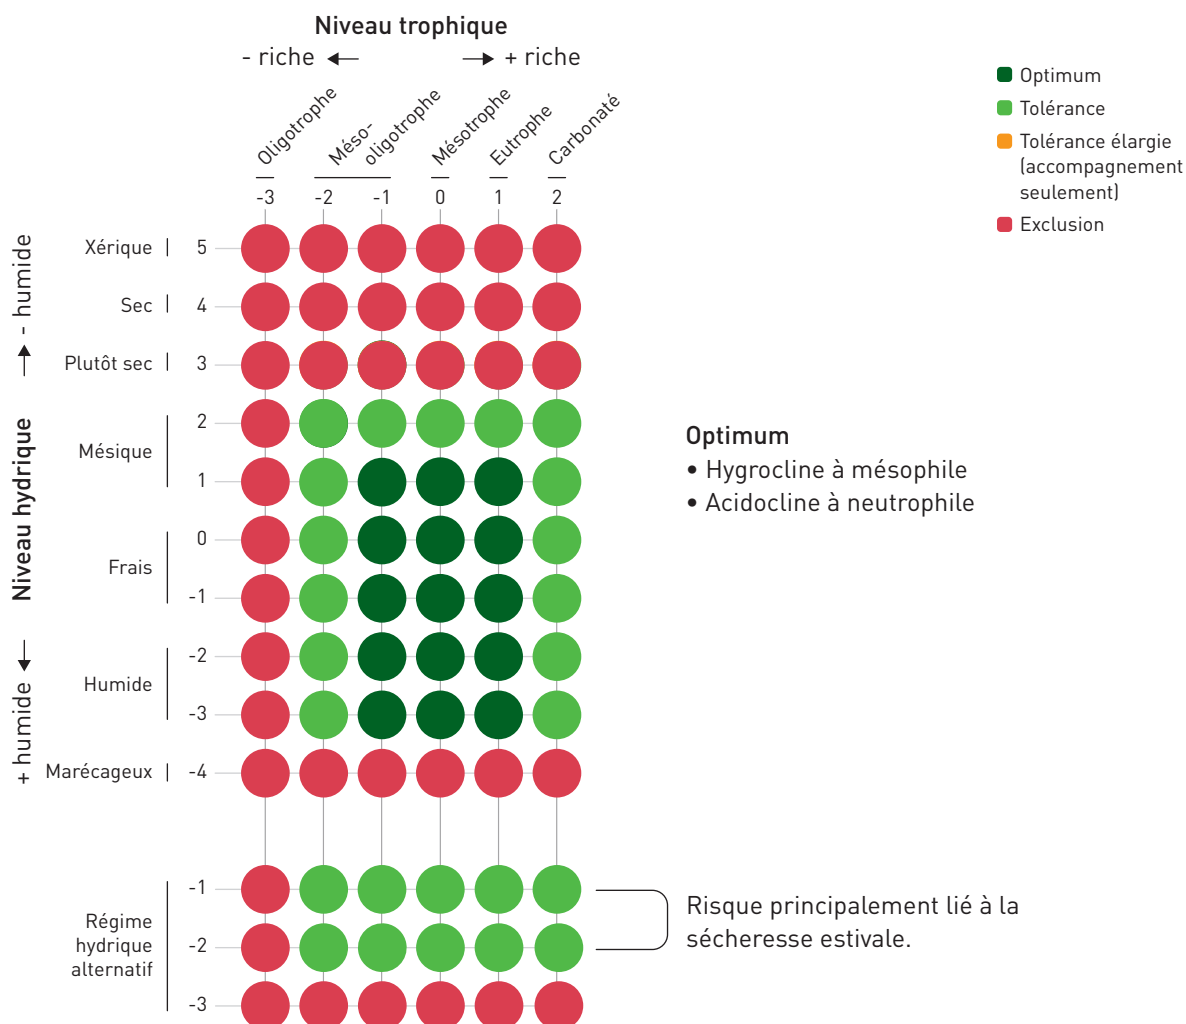 Niveau trophique
- riche
+ riche
Oligotrophe
Méso-
oligotrophe
Mésotrophe
Eutrophe
Carbonaté
-3 -2 -1 0 1 2
Optimum
Tolérance
Tolérance élargie
(accompagnement
seulement)
Exclusion
Niveau hydrique
- humide
+ humide
Xérique 5
Sec 4
Plutôt sec 3
2
Mésique
1
0
Frais
-1
-2
Humide
-3
Marécageux -4
Optimum
• Hygrocline à mésophile
• Acidocline à neutrophile
-1
Régime
hydrique
alternatif
-2
-3
Risque principalement lié à la
sécheresse estivale.